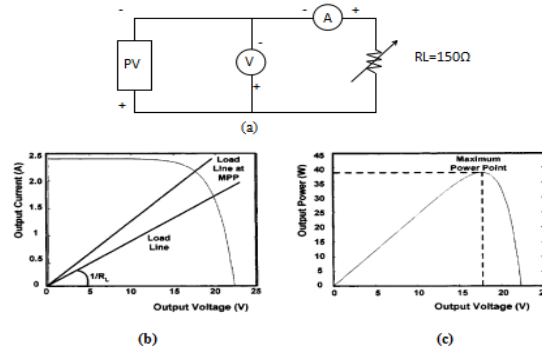 - - A +
PV
-
V
+
RL=150Ω
+
(a)
Output Current (A)
2.5
2.0
1.5
1
0.5
0
Load
Line at
MPP
Load
Line
1/RL
0 5 10 15 20 25
Output Voltage (V)
(b)
Output Power (W)
45
40
35
30
25
20
15
10
5
0
Maximum
Power Point
0 5 10 15 20 25
Output Voltage (V)
(c)